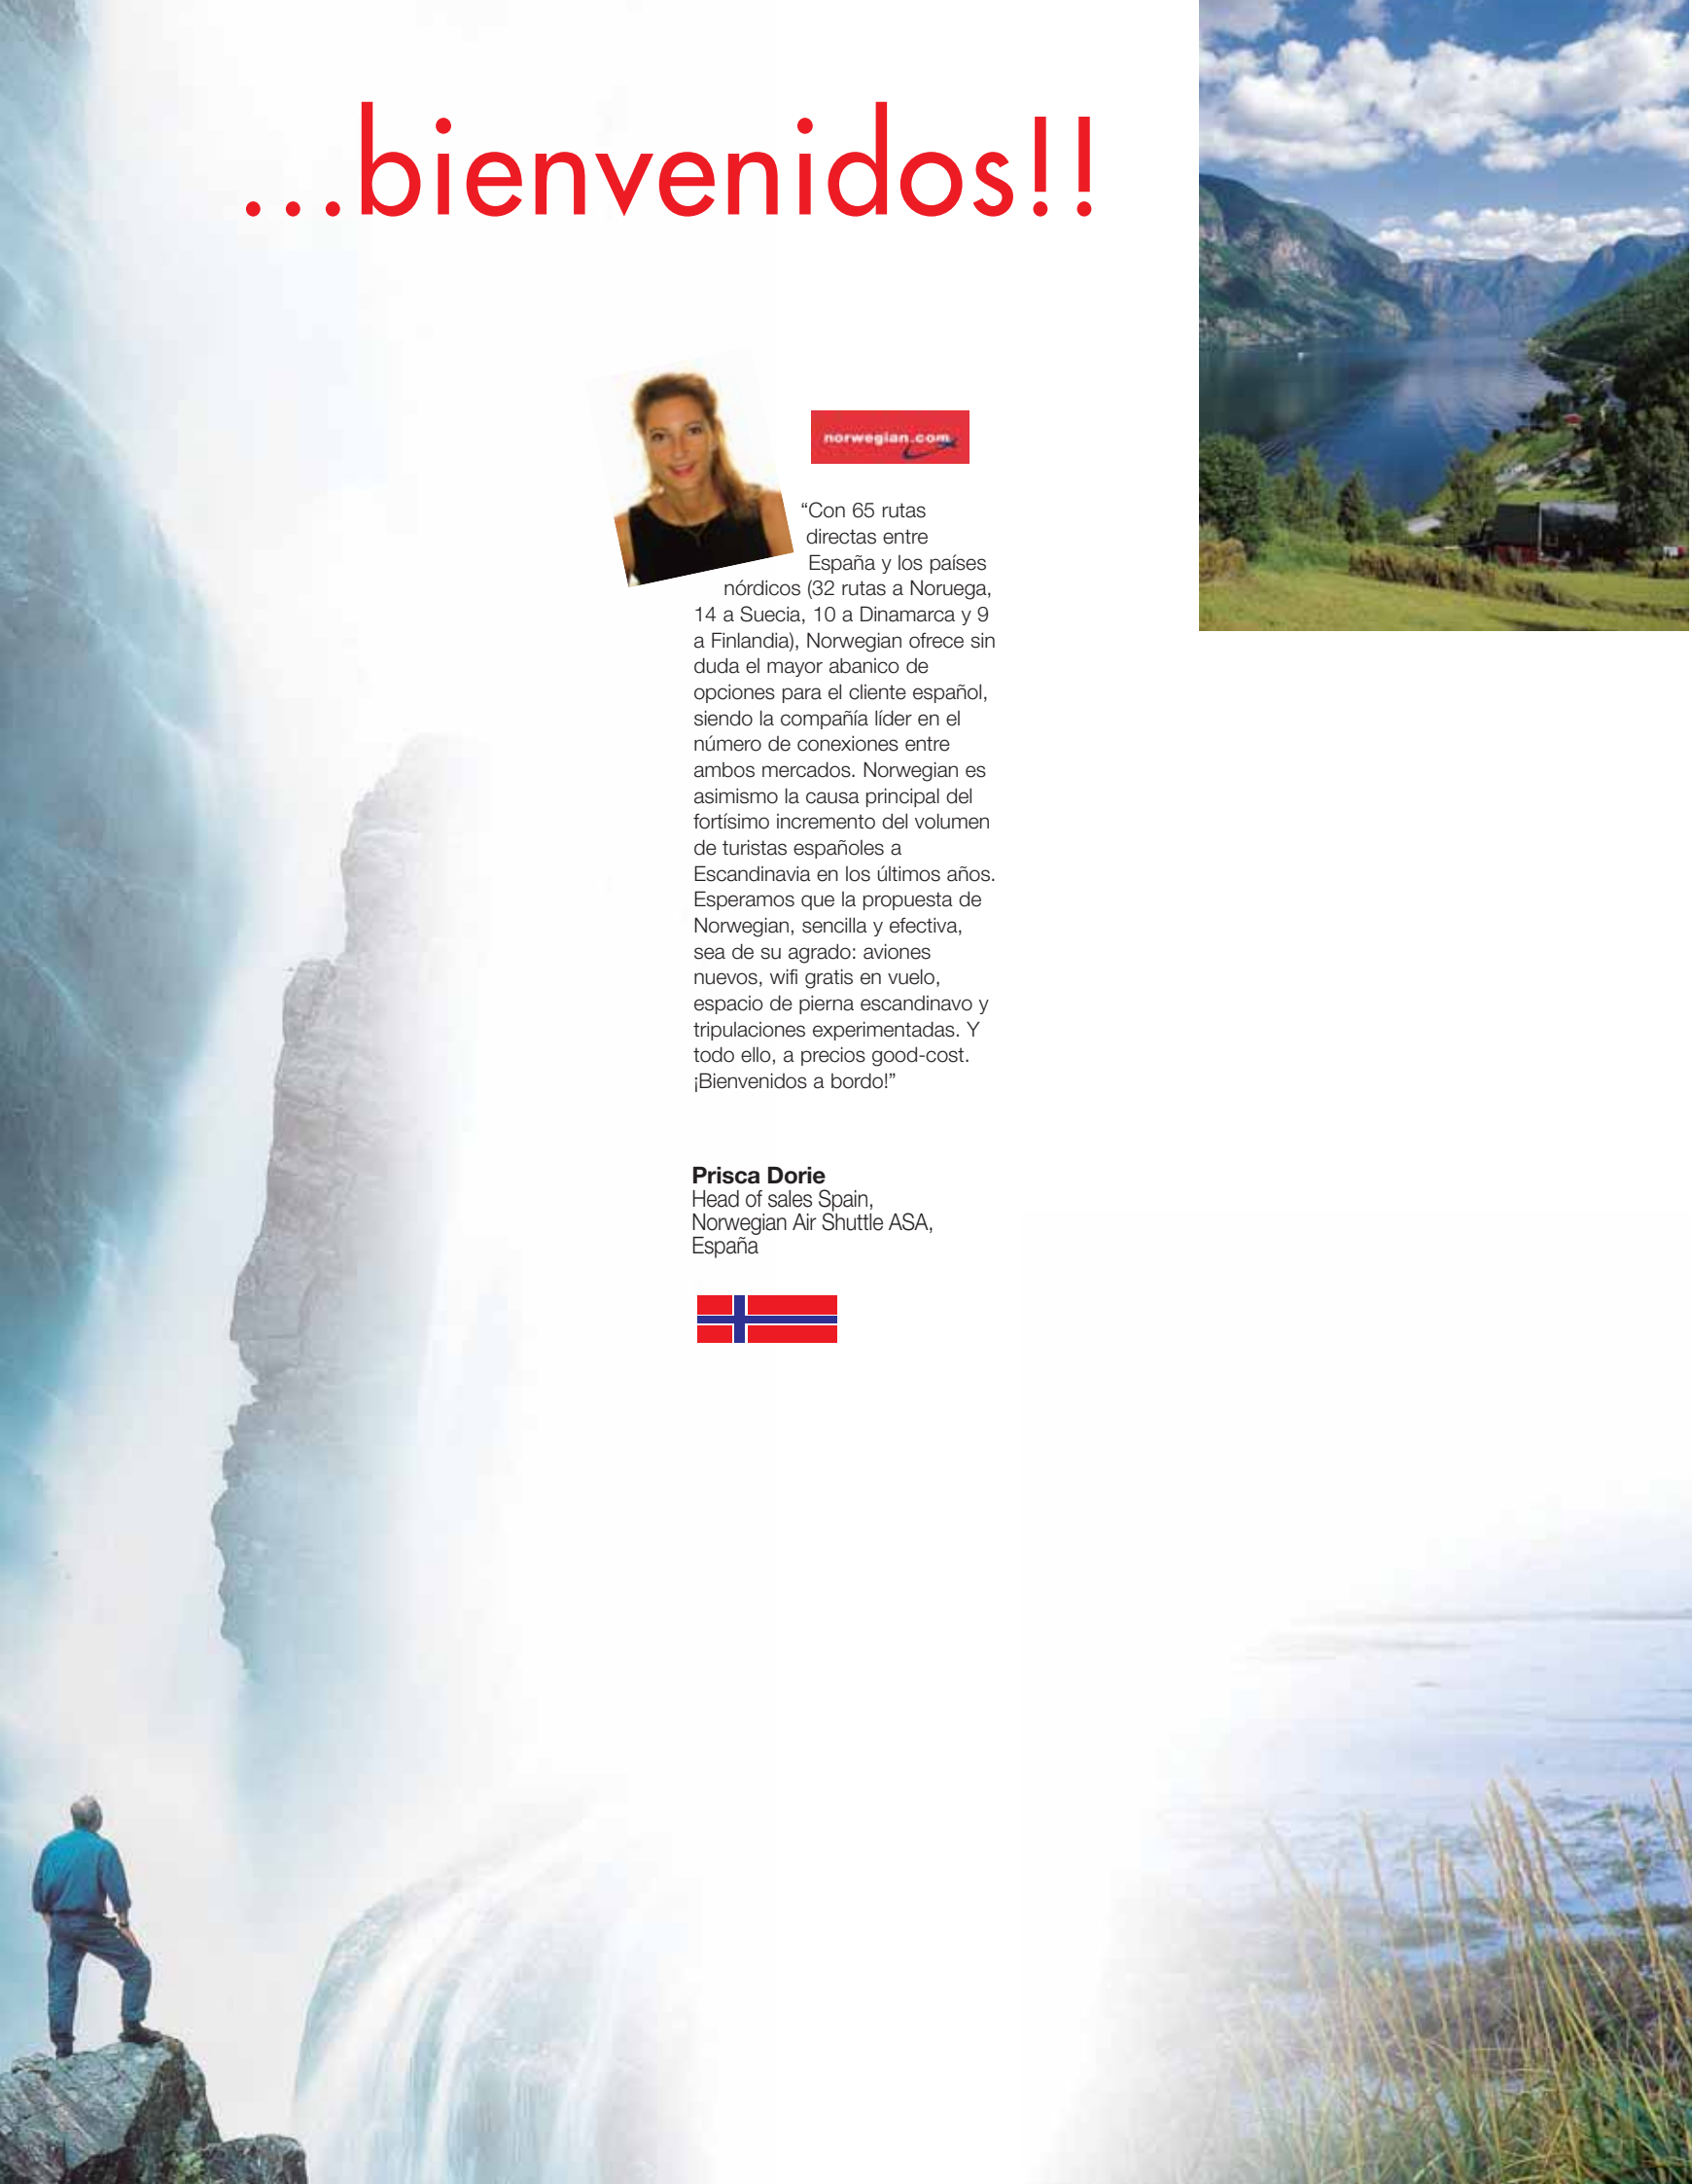 ...bienvenidos!!
norwegian.com
“Con 65 rutas
directas entre
España y los países
nórdicos (32 rutas a Noruega,
14 a Suecia, 10 a Dinamarca y 9
a Finlandia), Norwegian ofrece sin
duda el mayor abanico de
opciones para el cliente español,
siendo la compañía líder en el
número de conexiones entre
ambos mercados. Norwegian es
asimismo la causa principal del
fortísimo incremento del volumen
de turistas españoles a
Escandinavia en los últimos años.
Esperamos que la propuesta de
Norwegian, sencilla y efectiva,
sea de su agrado: aviones
nuevos, wifi gratis en vuelo,
espacio de pierna escandinavo y
tripulaciones experimentadas. Y
todo ello, a precios good-cost.
¡Bienvenidos a bordo!”
Prisca Dorie
Head of sales Spain,
Norwegian Air Shuttle ASA,
España